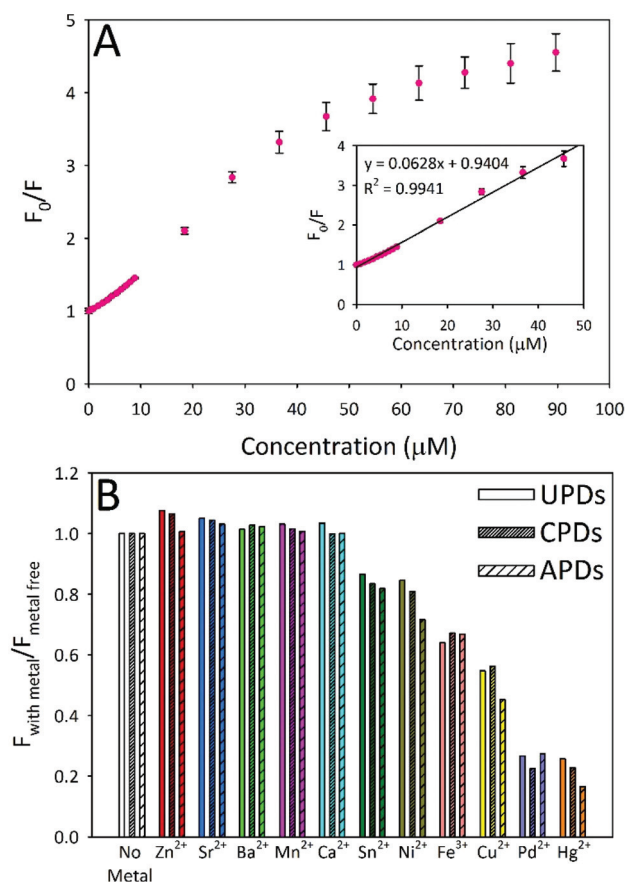 A
5
4
3
2
1
0
F₀/F
0 10 20 30 40 50 60 70 80 90 100
Concentration (µM)
y = 0.0628x + 0.9404
R² = 0.9941
4
3
2
1
0
F₀/F
0 10 20 30 40 50
Concentration (µM)
B
1.2
1.0
0.8
0.6
0.4
0.2
0.0
F with metal/F metal free
UPDs
CPDs
APDs
No Zn²⁺ Sr²⁺ Ba²⁺ Mn²⁺ Ca²⁺ Sn²⁺ Ni²⁺ Fe³⁺ Cu²⁺ Pd²⁺ Hg²⁺
Metal